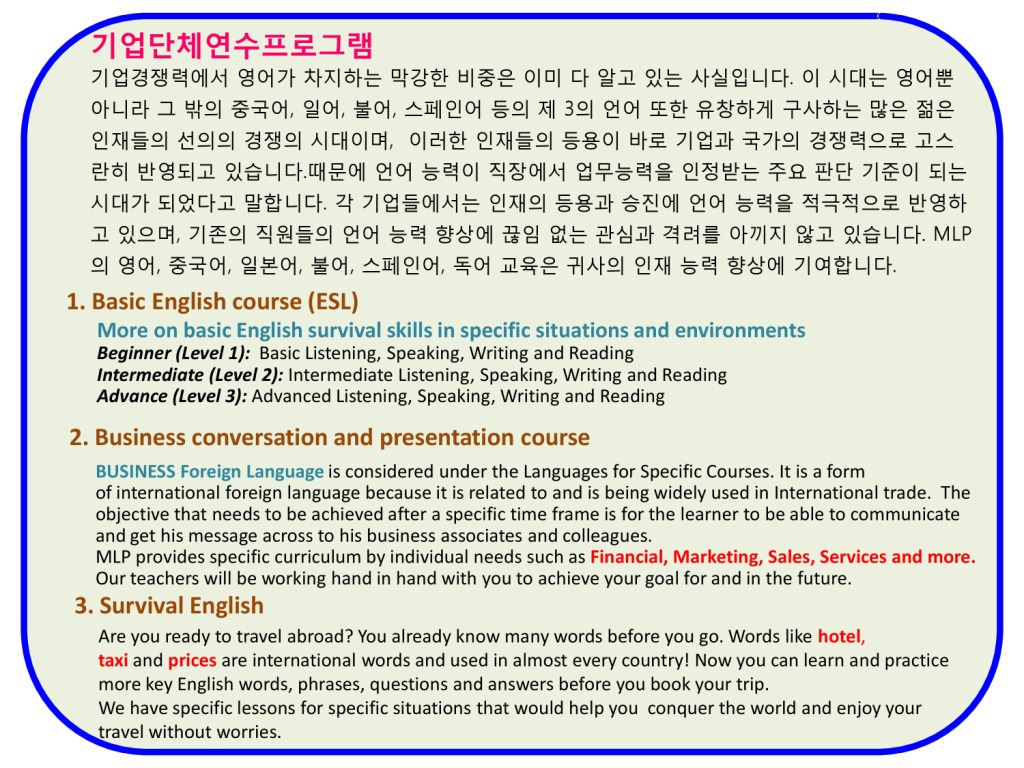 기업단체연수프로그램
기업경쟁력에서 영어가 차지하는 막강한 비중은 이미 다 알고 있는 사실입니다. 이 시대는 영어뿐
아니라 그 밖의 중국어, 일어, 불어, 스페인어 등의 제 3의 언어 또한 유창하게 구사하는 많은 젊은
인재들의 선의의 경쟁의 시대이며, 이러한 인재들의 등용이 바로 기업과 국가의 경쟁력으로 고스
란히 반영되고 있습니다.때문에 언어 능력이 직장에서 업무능력을 인정받는 주요 판단 기준이 되는
시대가 되었다고 말합니다. 각 기업들에서는 인재의 등용과 승진에 언어 능력을 적극적으로 반영하
고 있으며, 기존의 직원들의 언어 능력 향상에 끊임 없는 관심과 격려를 아끼지 않고 있습니다. MLP
의 영어, 중국어, 일본어, 불어, 스페인어, 독어 교육은 귀사의 인재 능력 향상에 기여합니다.
1. Basic English course (ESL)
More on basic English survival skills in specific situations and environments
Beginner (Level 1): Basic Listening, Speaking, Writing and Reading
Intermediate (Level 2): Intermediate Listening, Speaking, Writing and Reading
Advance (Level 3): Advanced Listening, Speaking, Writing and Reading
2. Business conversation and presentation course
BUSINESS Foreign Language is considered under the Languages for Specific Courses. It is a form
of international foreign language because it is related to and is being widely used in International trade. The
objective that needs to be achieved after a specific time frame is for the learner to be able to communicate
and get his message across to his business associates and colleagues.
MLP provides specific curriculum by individual needs such as Financial, Marketing, Sales, Services and more.
Our teachers will be working hand in hand with you to achieve your goal for and in the future.
3. Survival English
Are you ready to travel abroad? You already know many words before you go. Words like hotel,
taxi and prices are international words and used in almost every country! Now you can learn and practice
more key English words, phrases, questions and answers before you book your trip.
We have specific lessons for specific situations that would help you conquer the world and enjoy your
travel without worries.